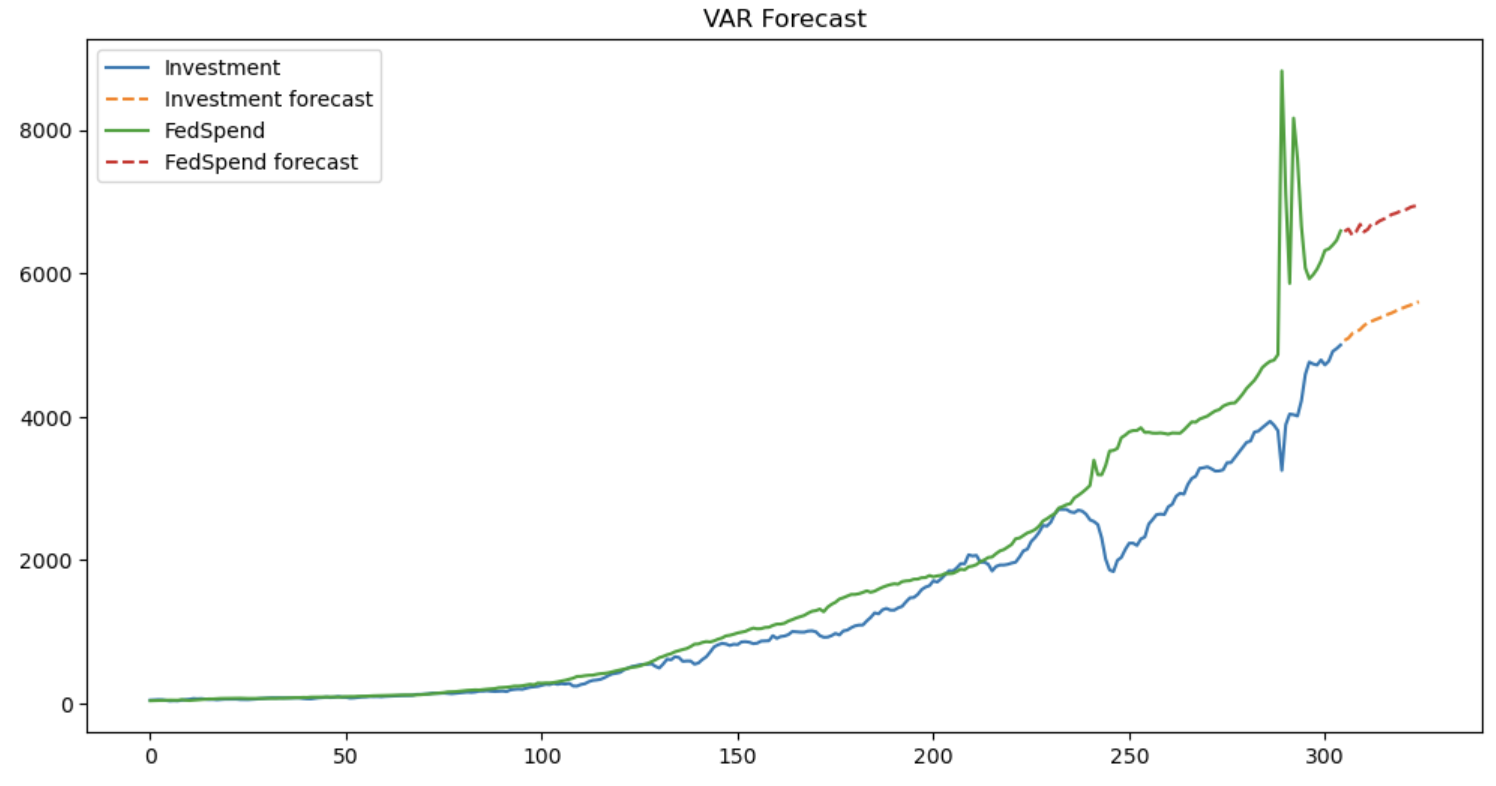 VAR Forecast
Investment
Investment forecast
FedSpend
FedSpend forecast
8000
6000
4000
2000
0
0 50 100 150 200 250 300